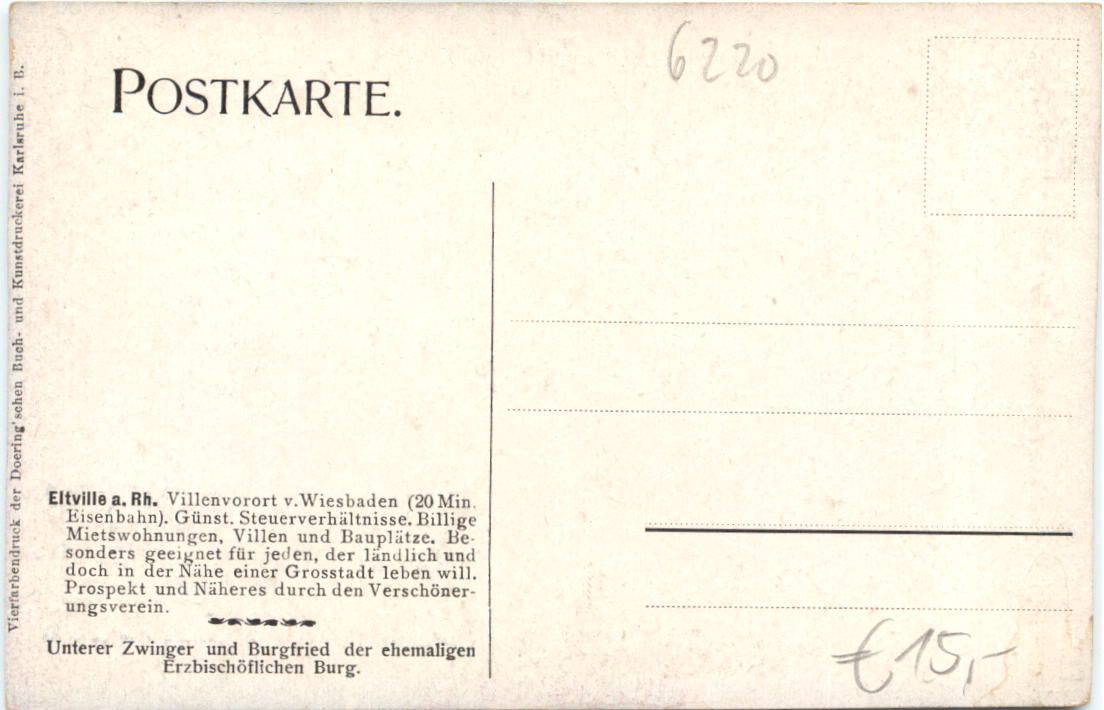 6220
POSTKARTE.
Vierfarbendruck der Doering'schen Buch- und Kunstdruckerei Karlsruhe i. B.
Eltville a. Rh. Villenvorort v. Wiesbaden (20 Min.
Eisenbahn). Günst. Steuerverhältnisse. Billige
Mietswohnungen, Villen und Bauplätze. Be-
sonders geeignet für jeden, der ländlich und
doch in der Nähe einer Grosstadt leben will.
Prospekt und Näheres durch den Verschöner-
ungsverein.
Unterer Zwinger und Burgfried der ehemaligen
Erzbischöflichen Burg.
€ 15,-